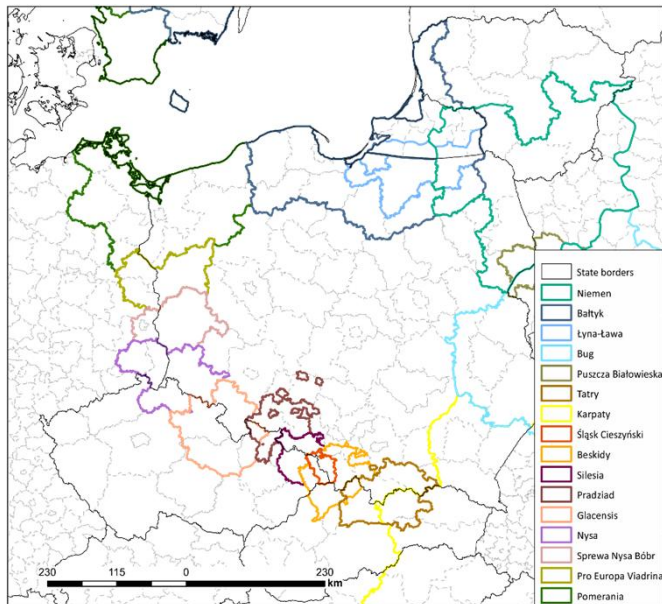 State borders
Niemen
Bałtyk
Łyna-Ława
Bug
Puszcza Białowieska
Tatry
Karpaty
Śląsk Cieszyński
Beskidy
Silesia
Pradziad
Glacensis
Nysa
Sprewa Nysa Bóbr
Pro Europa Viadrina
Pomerania
230 115 0 230
km